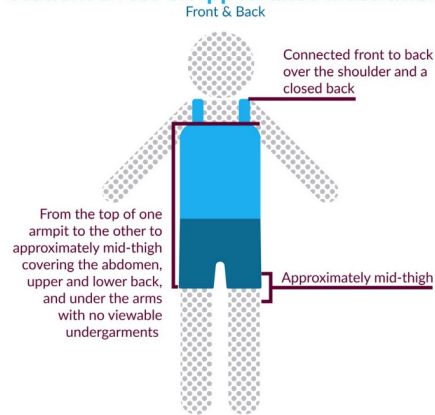 Front & Back
Connected front to back
over the shoulder and a
closed back
From the top of one
armpit to the other to
approximately mid-thigh
covering the abdomen,
upper and lower back,
and under the arms
with no viewable
undergarments
Approximately mid-thigh